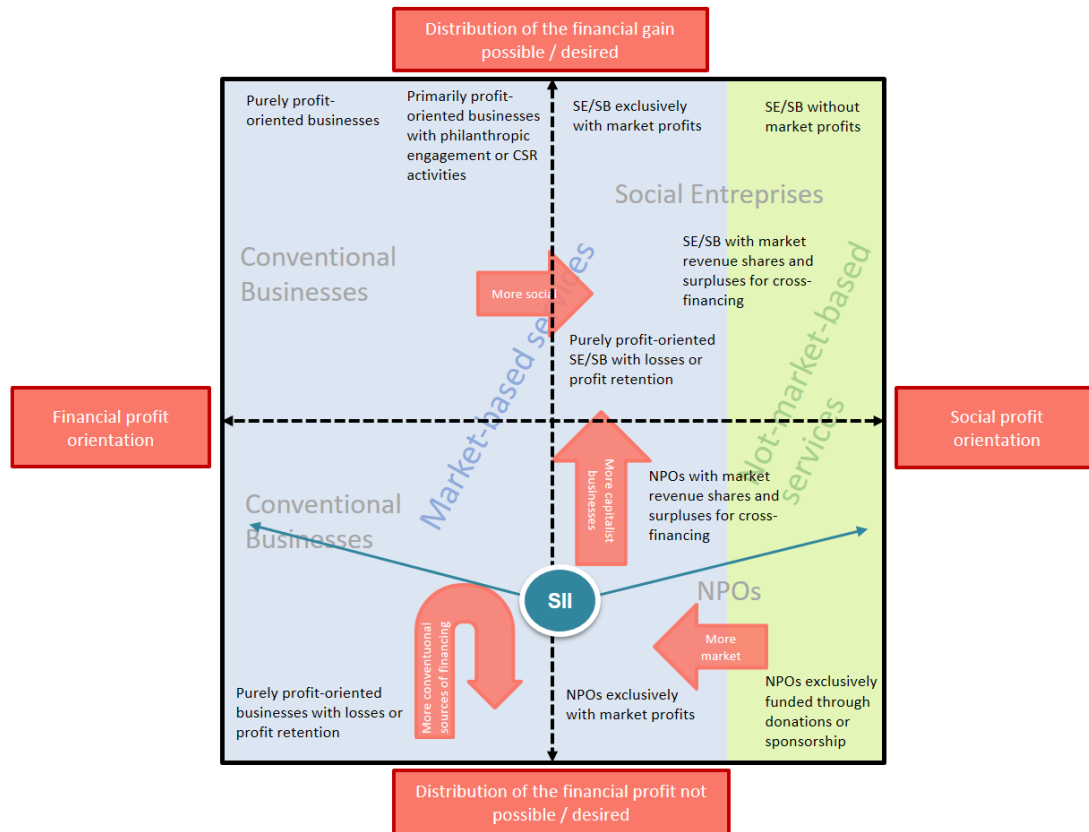 Distribution of the financial gain
possible / desired
Purely profit-
oriented businesses
Primarily profit-
oriented businesses
with philanthropic
engagement or CSR
activities
SE/SB exclusively
with market profits
SE/SB without
market profits
Social Entreprises
Conventional
Businesses
SE/SB with market
revenue shares and
surpluses for cross-
financing
More social
Market-based services
Not-market-based
services
Purely profit-oriented
SE/SB with losses or
profit retention
Financial profit
orientation
Social profit
orientation
Conventional
Businesses
More capitalist
businesses
NPOs with market
revenue shares and
surpluses for cross-
financing
SII
NPOs
More conventuonal
sources of financing
More
market
Purely profit-oriented
businesses with losses or
profit retention
NPOs exclusively
with market profits
NPOs exclusively
funded through
donations or
sponsorship
Distribution of the financial profit not
possible / desired